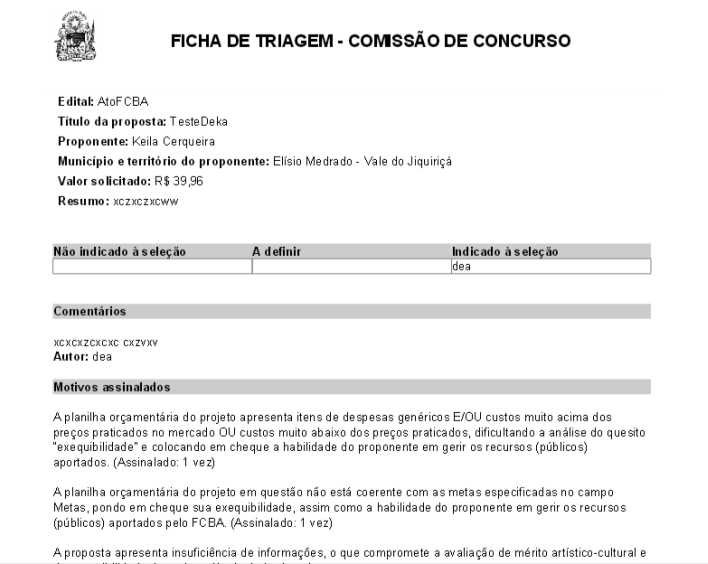 FICHA DE TRIAGEM - COMISSÃO DE CONCURSO
Edital: AtoFCBA
Título da proposta: TesteDeka
Proponente: Keila Cerqueira
Município e território do proponente: Elísio Medrado - Vale do Jiquiriçá
Valor solicitado: R$ 39,96
Resumo: xczxczxcww
Não indicado à seleção A definir Indicado à seleção
dea
Comentários
xcxcxzcxcxc cxzvxv
Autor: dea
Motivos assinalados
A planilha orçamentária do projeto apresenta itens de despesas genéricos E/OU custos muito acima dos
preços praticados no mercado OU custos muito abaixo dos preços praticados, dificultando a análise do quesito
"exequibilidade" e colocando em cheque a habilidade do proponente em gerir os recursos (públicos)
aportados. (Assinalado: 1 vez)
A planilha orçamentária do projeto em questão não está coerente com as metas especificadas no campo
Metas, pondo em cheque sua exequibilidade, assim como a habilidade do proponente em gerir os recursos
(públicos) aportados pelo FCBA. (Assinalado: 1 vez)
A proposta apresenta insuficiência de informações, o que compromete a avaliação de mérito artístico-cultural e